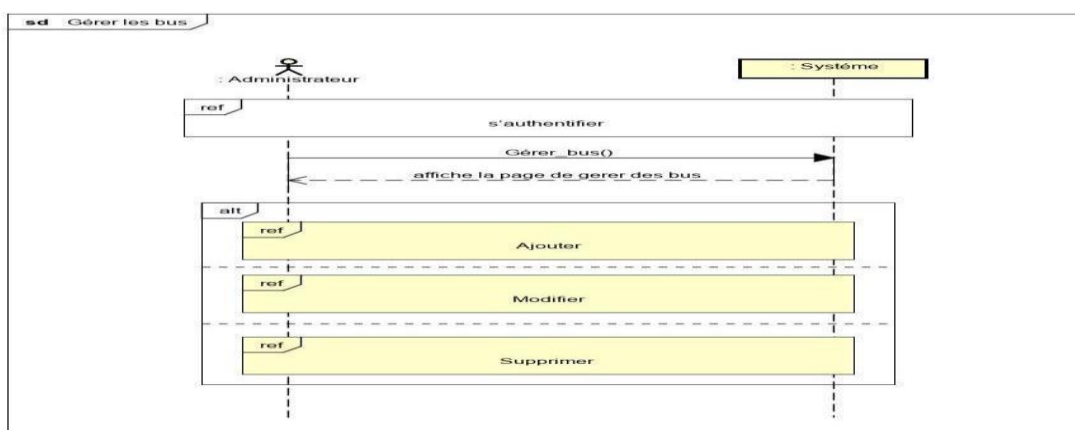 sd Gérer les bus
: Administrateur
: Systéme
ref
s'authentifier
Gérer_bus()
affiche la page de gerer des bus
alt
ref
Ajouter
ref
Modifier
ref
Supprimer